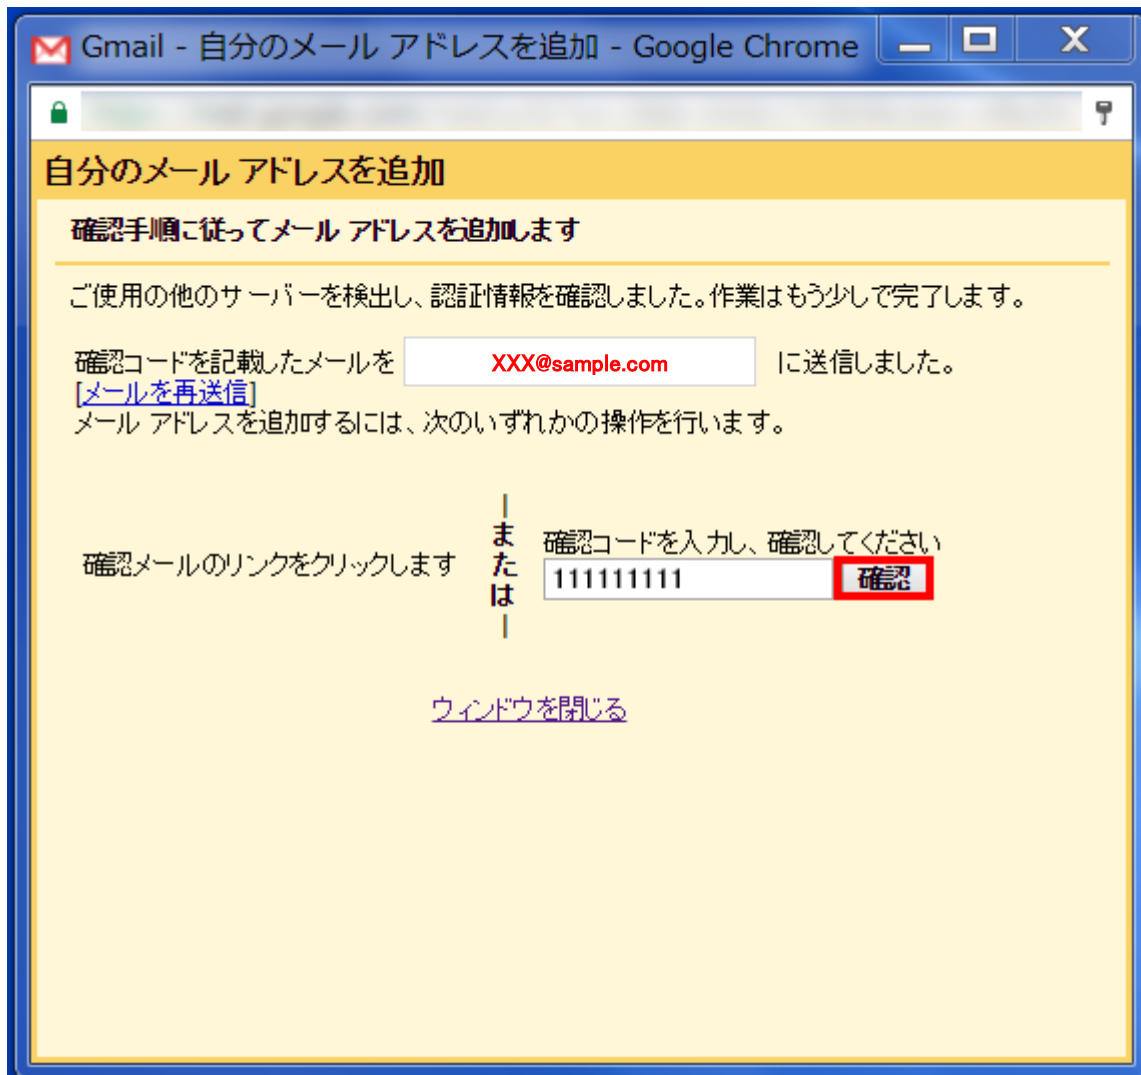 Gmail - 自分のメール アドレスを追加 - Google Chrome
自分のメール アドレスを追加
確認手順に従ってメール アドレスを追加します
ご使用の他のサーバーを検出し、認証情報を確認しました。作業はもう少しで完了します。
確認コードを記載したメールを XXX@sample.com に送信しました。
[メールを再送信]
メール アドレスを追加するには、次のいずれかの操作を行います。
確認メールのリンクをクリックします
| または |
確認コードを入力し、確認してください
111111111 確認
ウィンドウを閉じる